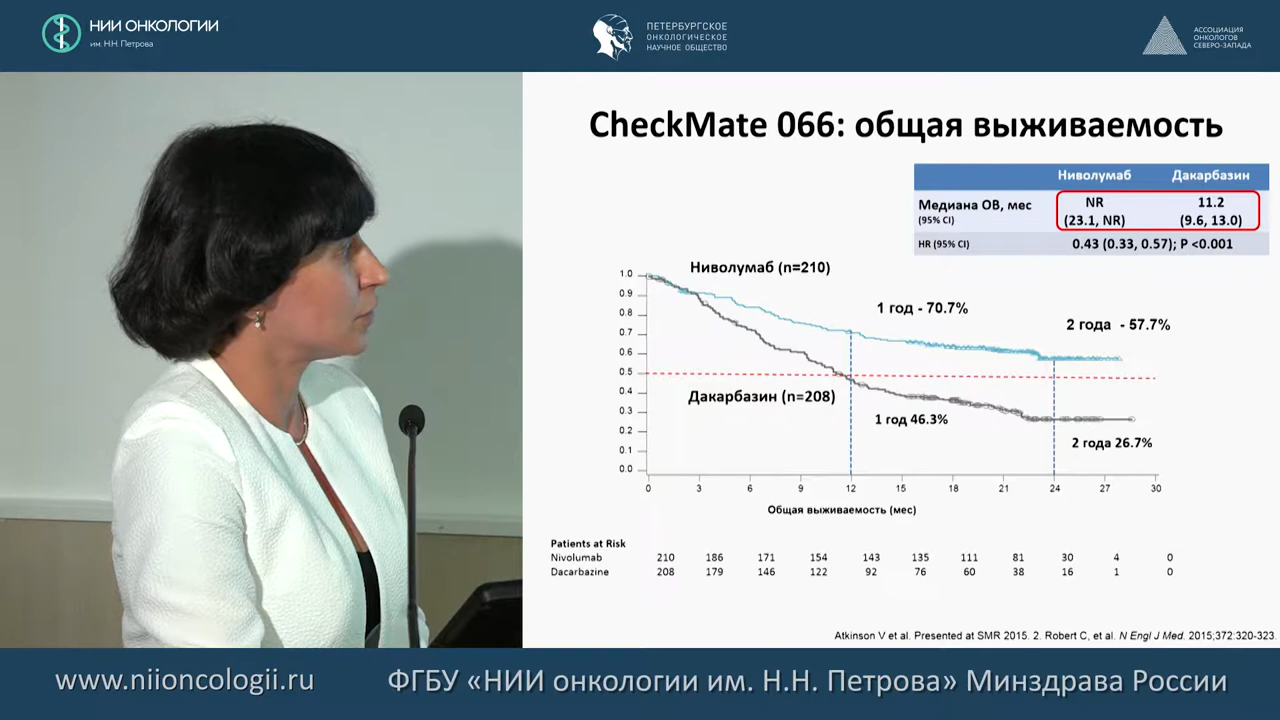 НИИ ОНКОЛОГИИ
им. Н.Н. Петрова
ПЕТЕРБУРГСКОЕ
ОНКОЛОГИЧЕСКОЕ
НАУЧНОЕ ОБЩЕСТВО
АССОЦИАЦИЯ
ОНКОЛОГОВ
СЕВЕРО-ЗАПАДА
CheckMate 066: общая выживаемость
Ниволумаб Дакарбазин
Медиана ОВ, мес NR 11.2
(95% CI) (23.1, NR) (9.6, 13.0)
HR (95% CI) 0.43 (0.33, 0.57); P <0.001
Ниволумаб (n=210)
1 год - 70.7%
2 года - 57.7%
Дакарбазин (n=208)
1 год 46.3%
2 года 26.7%
1.0
0.9
0.8
0.7
0.6
0.5
0.4
0.3
0.2
0.1
0.0
0 3 6 9 12 15 18 21 24 27 30
Общая выживаемость (мес)
Patients at Risk
Nivolumab 210 186 171 154 143 135 111 81 30 4 0
Dacarbazine 208 179 146 122 92 76 60 38 16 1 0
Atkinson V et al. Presented at SMR 2015. 2. Robert C, et al. N Engl J Med. 2015;372:320-323.
www.niioncologii.ru ФГБУ «НИИ онкологии им. Н.Н. Петрова» Минздрава России